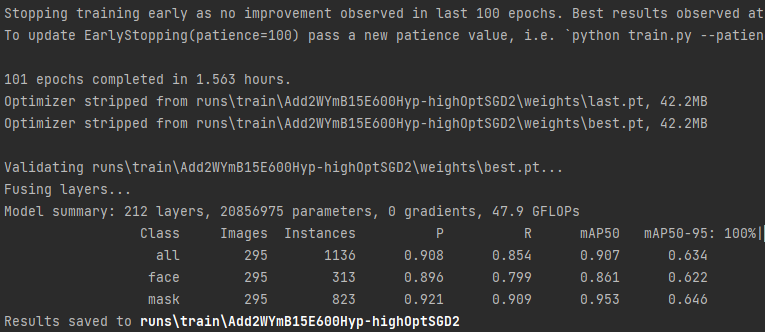 Stopping training early as no improvement observed in last 100 epochs. Best results observed at
To update EarlyStopping(patience=100) pass a new patience value, i.e. `python train.py --patien
101 epochs completed in 1.563 hours.
Optimizer stripped from runs\train\Add2WYmB15E600Hyp-highOptSGD2\weights\last.pt, 42.2MB
Optimizer stripped from runs\train\Add2WYmB15E600Hyp-highOptSGD2\weights\best.pt, 42.2MB
Validating runs\train\Add2WYmB15E600Hyp-highOptSGD2\weights\best.pt...
Fusing layers...
Model summary: 212 layers, 20856975 parameters, 0 gradients, 47.9 GFLOPs
Class Images Instances P R mAP50 mAP50-95: 100%|
all 295 1136 0.908 0.854 0.907 0.634
face 295 313 0.896 0.799 0.861 0.622
mask 295 823 0.921 0.909 0.953 0.646
Results saved to runs\train\Add2WYmB15E600Hyp-highOptSGD2